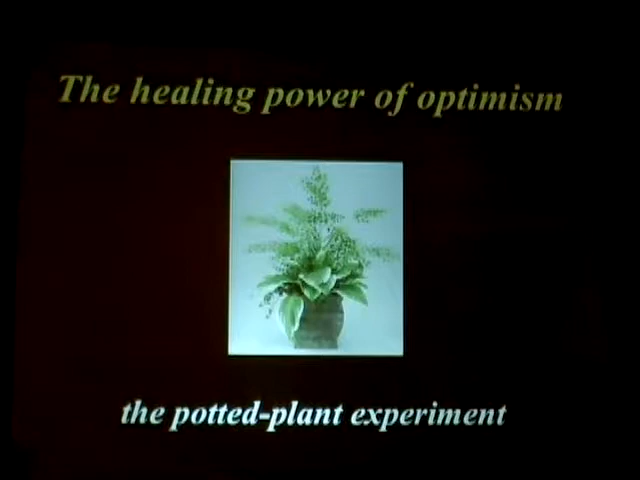 The healing power of optimism
the potted-plant experiment